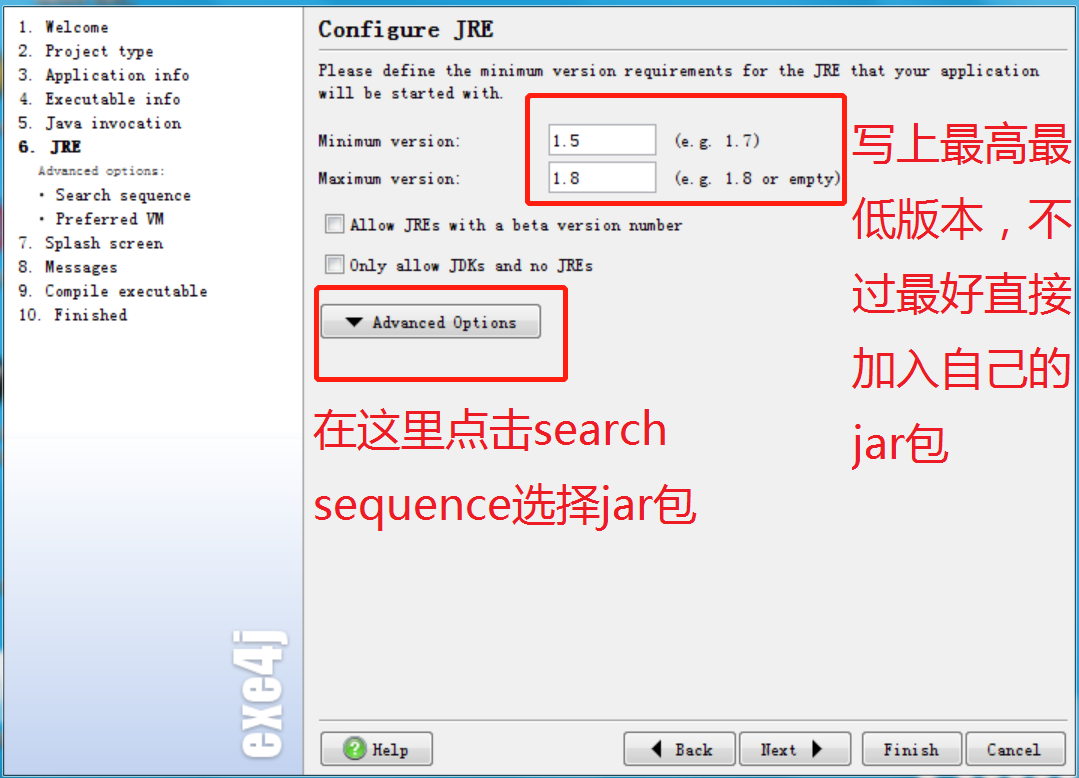 1. Welcome
2. Project type
3. Application info
4. Executable info
5. Java invocation
6. JRE
Advanced options:
• Search sequence
• Preferred VM
7. Splash screen
8. Messages
9. Compile executable
10. Finished
exe4j
Configure JRE
Please define the minimum version requirements for the JRE that your application
will be started with.
Minimum version: 1.5 (e.g. 1.7)
Maximum version: 1.8 (e.g. 1.8 or empty)
Allow JREs with a beta version number
Only allow JDKs and no JREs
Advanced Options
写上最高最
低版本，不
过最好直接
加入自己的
jar包
在这里点击search
sequence选择jar包
Help
Back
Next
Finish
Cancel